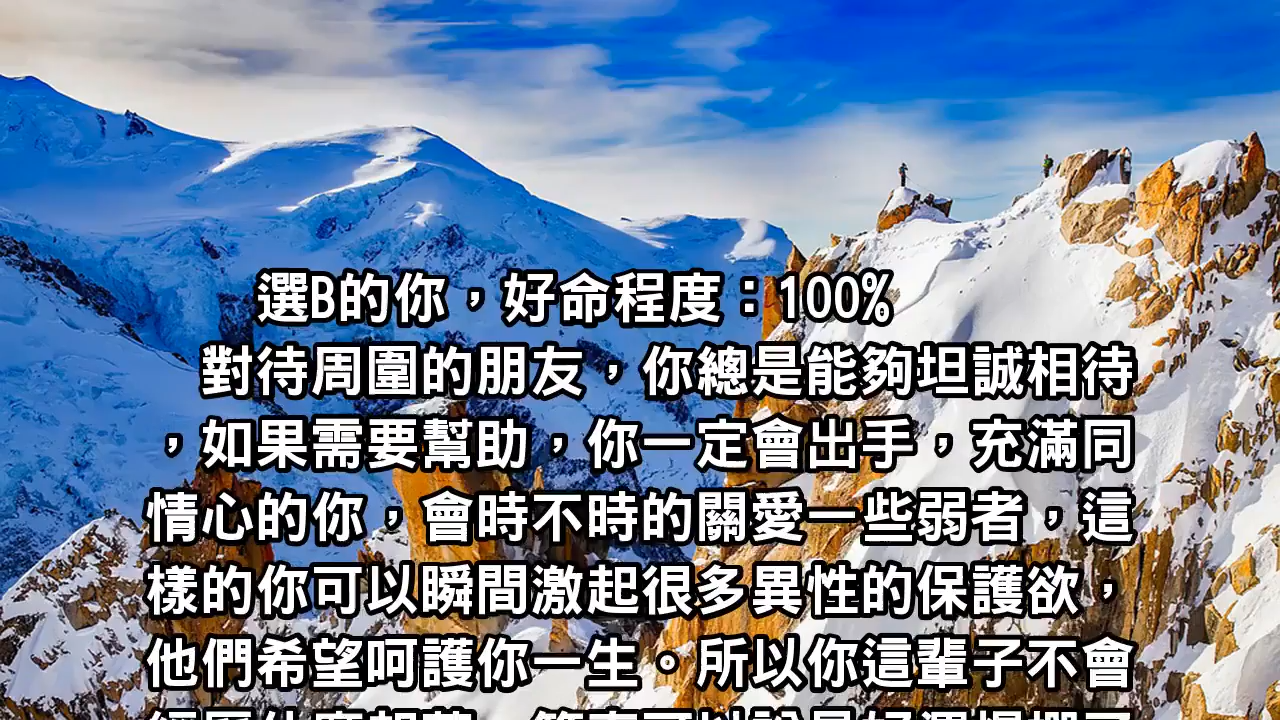 選B的你，好命程度：100%
對待周圍的朋友，你總是能夠坦誠相待
，如果需要幫助，你一定會出手，充滿同
情心的你，會時不時的關愛一些弱者，這
樣的你可以瞬間激起很多異性的保護欲，
他們希望呵護你一生。所以你這輩子不會